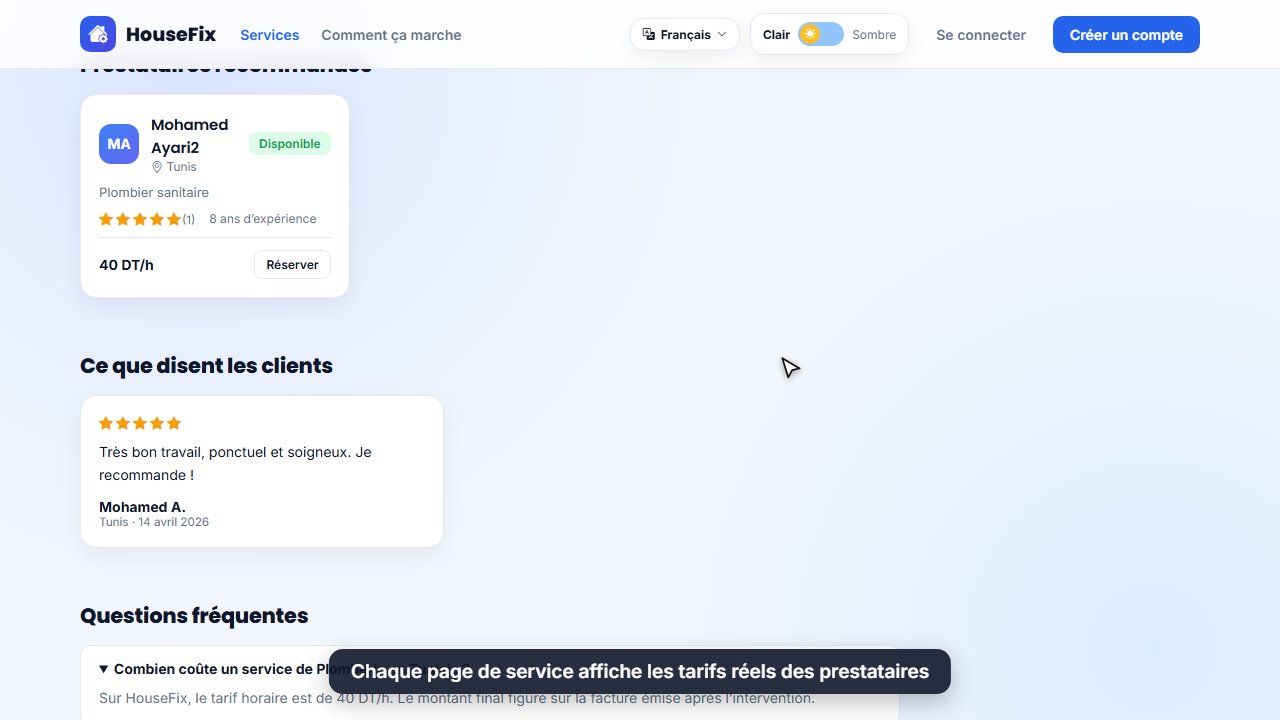 HouseFix
Services
Comment ça marche
Français
Clair
Sombre
Se connecter
Créer un compte
Prestataires recommandés
MA
Mohamed
Ayari2
Tunis
Disponible
Plombier sanitaire
(1)
8 ans d'expérience
40 DT/h
Réserver
Ce que disent les clients
Très bon travail, ponctuel et soigneux. Je
recommande !
Mohamed A.
Tunis · 14 avril 2026
Questions fréquentes
Combien coûte un service de Plom
Chaque page de service affiche les tarifs réels des prestataires
Sur HouseFix, le tarif horaire est de 40 DT/h. Le montant final figure sur la facture émise après l'intervention.